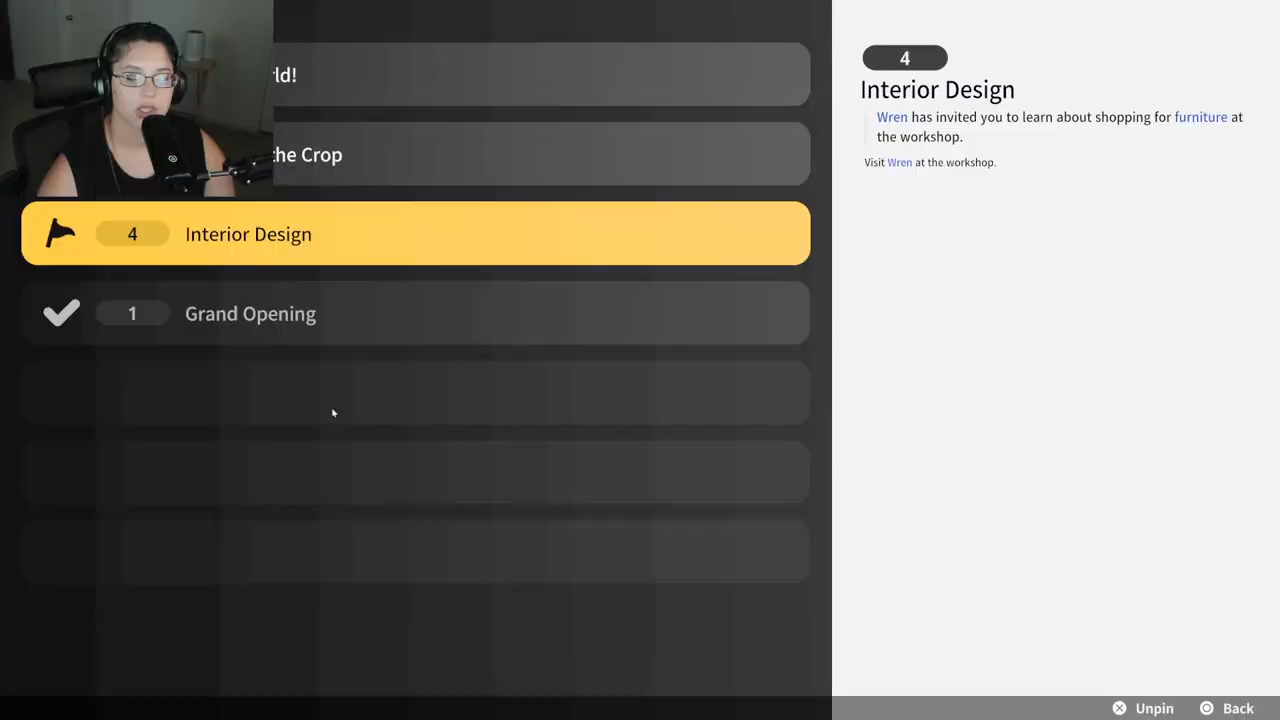 ld!
the Crop
4 Interior Design
1 Grand Opening
4
Interior Design
Wren has invited you to learn about shopping for furniture at
the workshop.
Visit Wren at the workshop.
Unpin Back